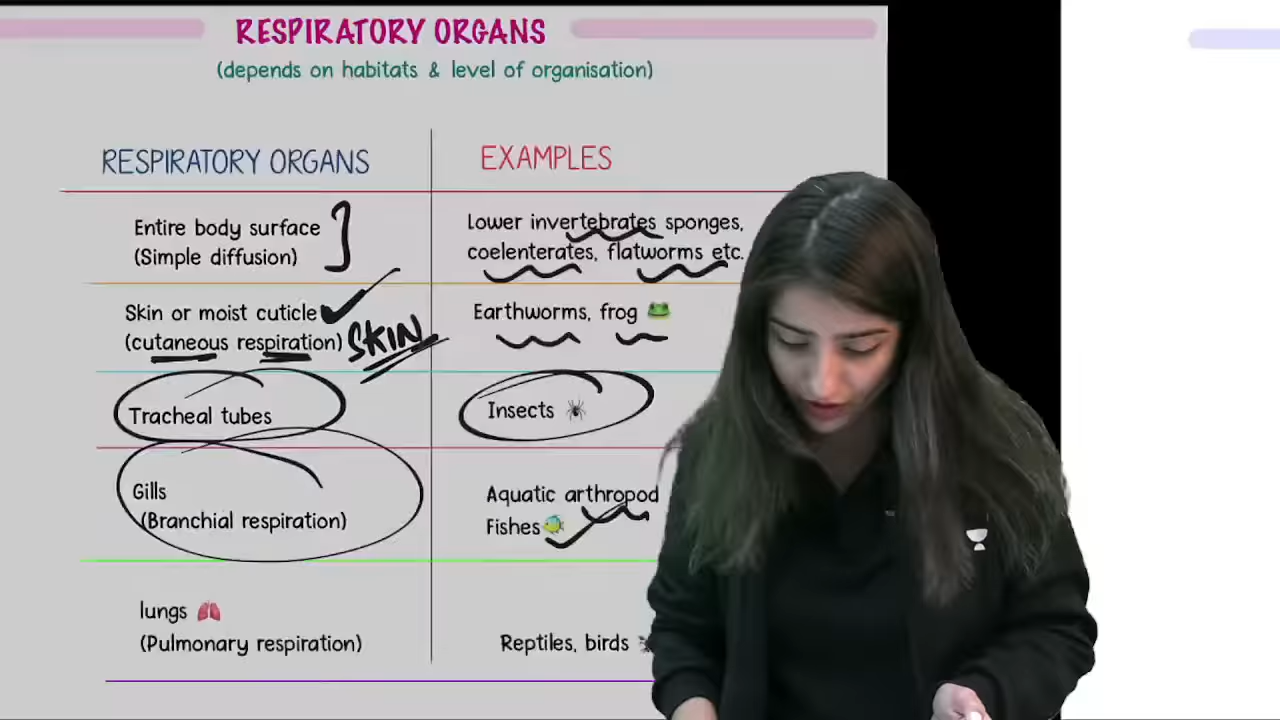 RESPIRATORY ORGANS
(depends on habitats & level of organisation)
RESPIRATORY ORGANS
EXAMPLES
Entire body surface
(Simple diffusion)
Lower invertebrates sponges,
coelenterates, flatworms etc.
Skin or moist cuticle
(cutaneous respiration)
SKIN
Earthworms, frog
Tracheal tubes
Insects
Gills
(Branchial respiration)
Aquatic arthropod
Fishes
lungs
(Pulmonary respiration)
Reptiles, birds